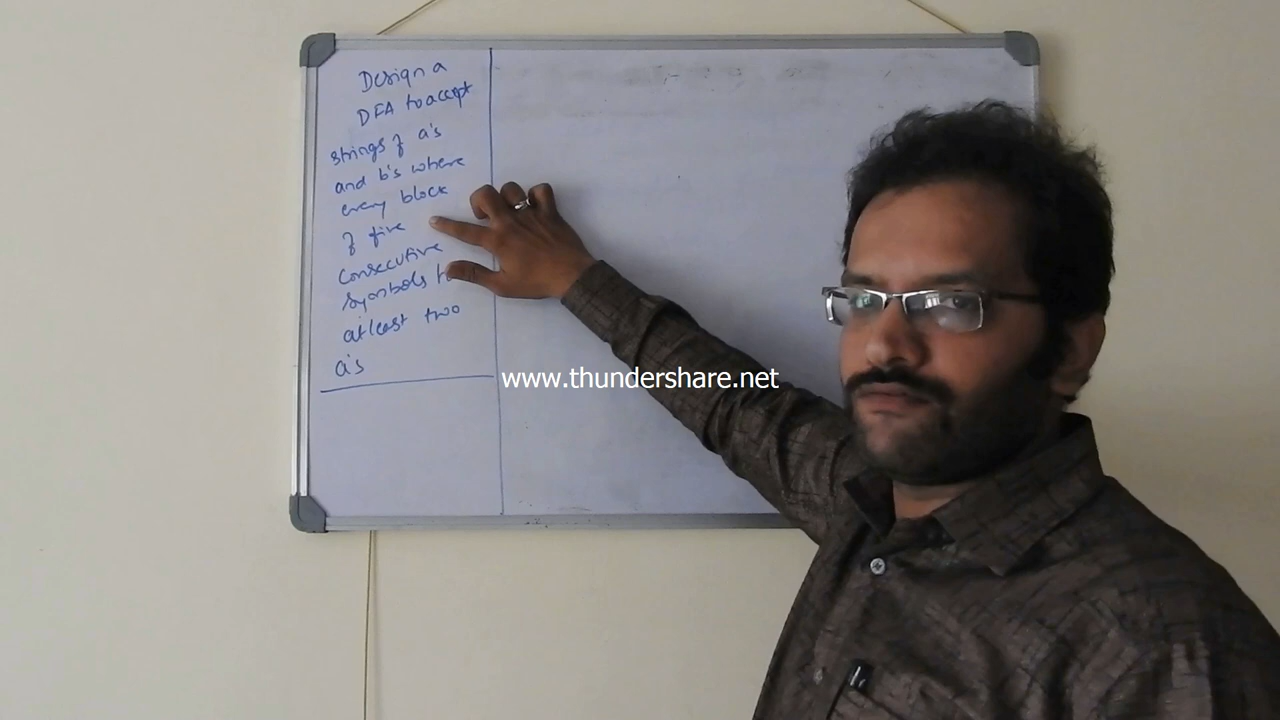 Design a
DFA to accept
strings of a's
and b's where
every block
of five
consecutive
symbols
atleast two
a's
www.thundershare.net